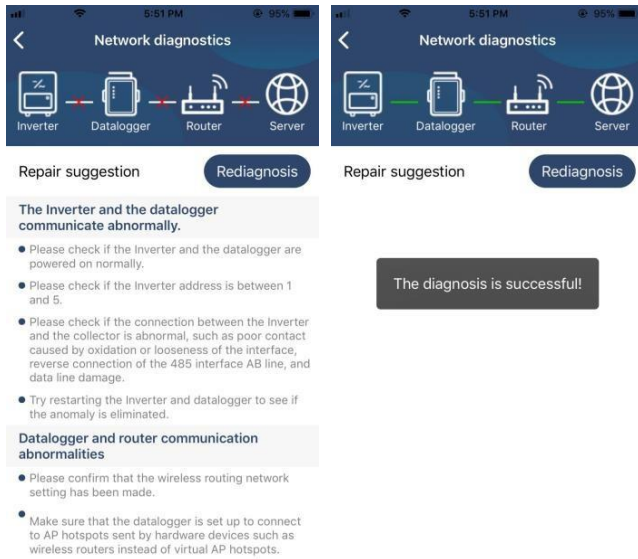 5:51 PM
95%
Network diagnostics
Inverter
Datalogger
Router
Server
Repair suggestion
Rediagnosis
The Inverter and the datalogger
communicate abnormally.
Please check if the Inverter and the datalogger are
powered on normally.
Please check if the Inverter address is between 1
and 5.
Please check if the connection between the Inverter
and the collector is abnormal, such as poor contact
caused by oxidation or looseness of the interface,
reverse connection of the 485 interface AB line, and
data line damage.
Try restarting the Inverter and datalogger to see if
the anomaly is eliminated.
Datalogger and router communication
abnormalities
Please confirm that the wireless routing network
setting has been made.
Make sure that the datalogger is set up to connect
to AP hotspots sent by hardware devices such as
wireless routers instead of virtual AP hotspots.
5:51 PM
95%
Network diagnostics
Inverter
Datalogger
Router
Server
Repair suggestion
Rediagnosis
The diagnosis is successful!